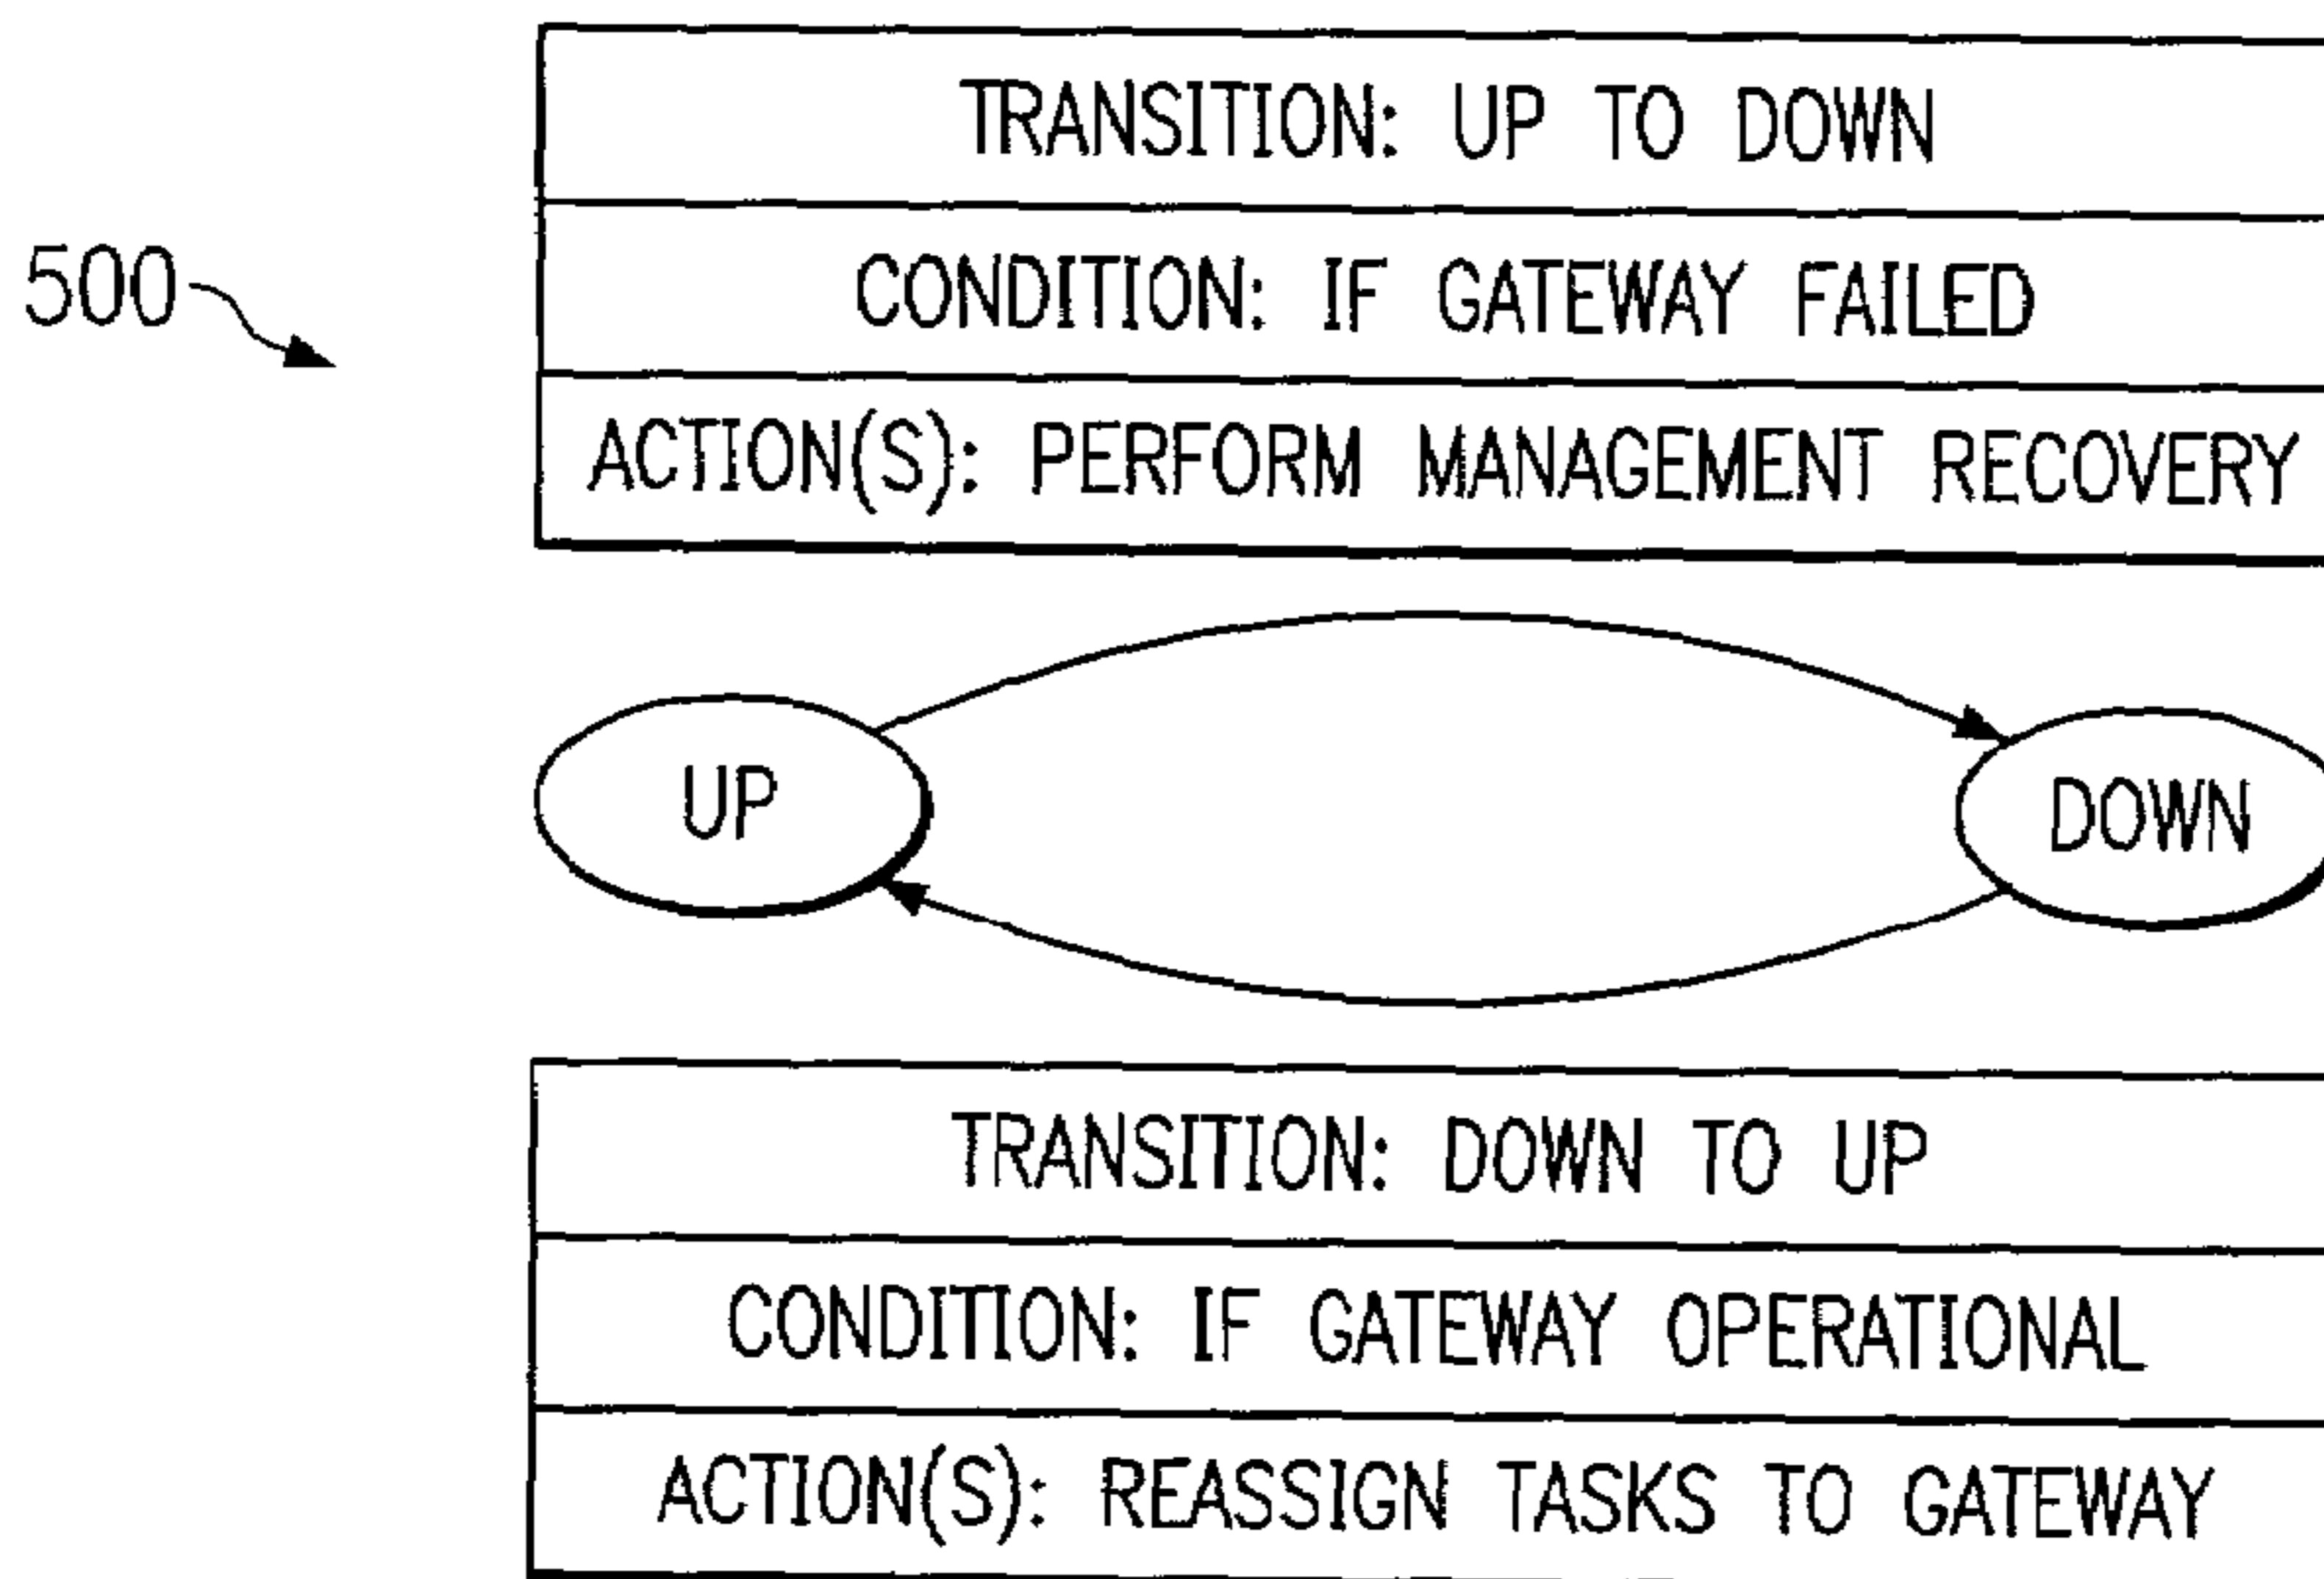 TRANSITION: UP TO DOWN
500
CONDITION: IF GATEWAY FAILED
ACTION(S): PERFORM MANAGEMENT RECOVERY
UP
DOWN
TRANSITION: DOWN TO UP
CONDITION: IF GATEWAY OPERATIONAL
ACTION(S): REASSIGN TASKS TO GATEWAY